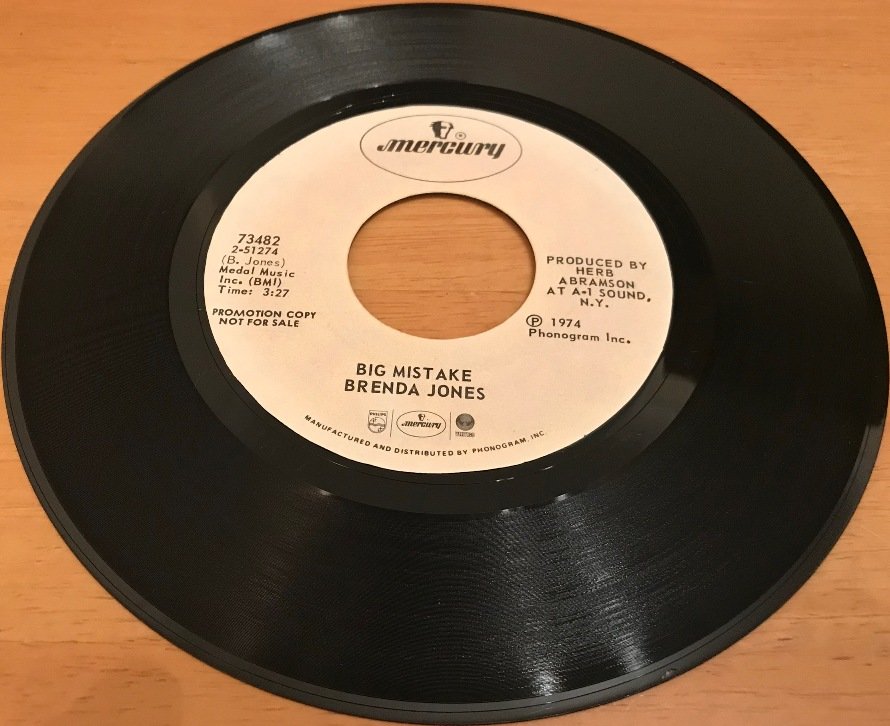 mercury
73482
2-51274
(B. Jones)
Medal Music
Inc. (BMI)
Time: 3:27
PROMOTION COPY
NOT FOR SALE
PRODUCED BY
HERB
ABRAMSON
AT A-1 SOUND,
N.Y.
Ⓟ 1974
Phonogram Inc.
BIG MISTAKE
BRENDA JONES
PHILIPS
mercury
MANUFACTURED AND DISTRIBUTED BY PHONOGRAM, INC.